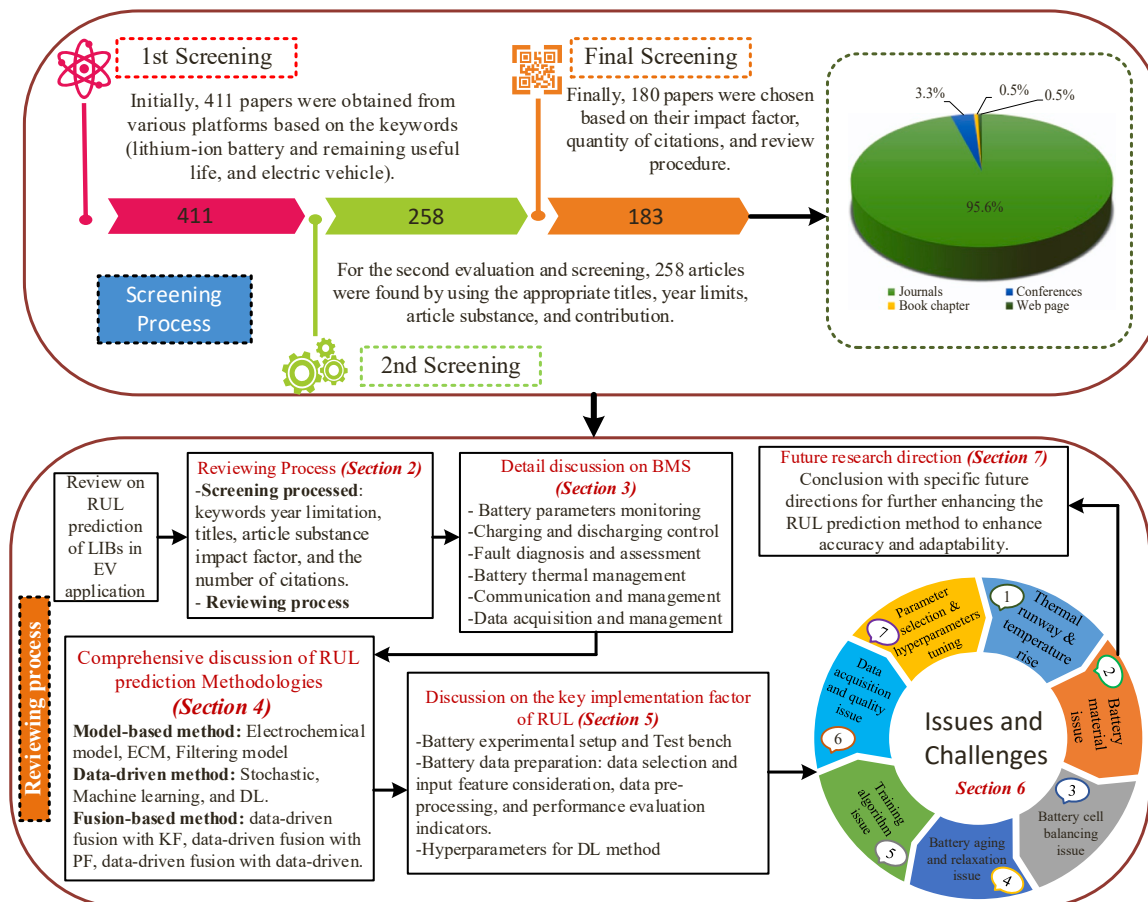 1st Screening
Initially, 411 papers were obtained from
various platforms based on the keywords
(lithium-ion battery and remaining useful
life, and electric vehicle).
Final Screening
Finally, 180 papers were chosen
based on their impact factor,
quantity of citations, and review
procedure.
411
258
183
Screening
Process
For the second evaluation and screening, 258 articles
were found by using the appropriate titles, year limits,
article substance, and contribution.
2nd Screening
3.3%
0.5%
0.5%
95.6%
Journals
Conferences
Book chapter
Web page
Reviewing process
Review on
RUL
prediction
of LIBs in
EV
application
Reviewing Process (Section 2)
-Screening processed:
keywords year limitation,
titles, article substance
impact factor, and the
number of citations.
- Reviewing process
Detail discussion on BMS
(Section 3)
- Battery parameters monitoring
- Charging and discharging control
- Fault diagnosis and assessment
- Battery thermal management
- Communication and management
- Data acquisition and management
Future research direction (Section 7)
Conclusion with specific future
directions for further enhancing the
RUL prediction method to enhance
accuracy and adaptability.
Comprehensive discussion of RUL
prediction Methodologies
(Section 4)
Model-based method: Electrochemical
model, ECM, Filtering model
Data-driven method: Stochastic,
Machine learning, and DL.
Fusion-based method: data-driven
fusion with KF, data-driven fusion with
PF, data-driven fusion with data-driven.
Discussion on the key implementation factor
of RUL (Section 5)
-Battery experimental setup and Test bench
-Battery data preparation: data selection and
input feature consideration, data pre-
processing, and performance evaluation
indicators.
-Hyperparameters for DL method
Issues and
Challenges
Section 6
1
Thermal
runway &
temperature
rise
2
Battery
material
issue
3
Battery cell
balancing
issue
Battery aging
and relaxation
issue
4
Training
algorithm
issue
5
Data
acquisition
and quality
issue
6
Parameter
selection &
hyperparameters
tuning
7